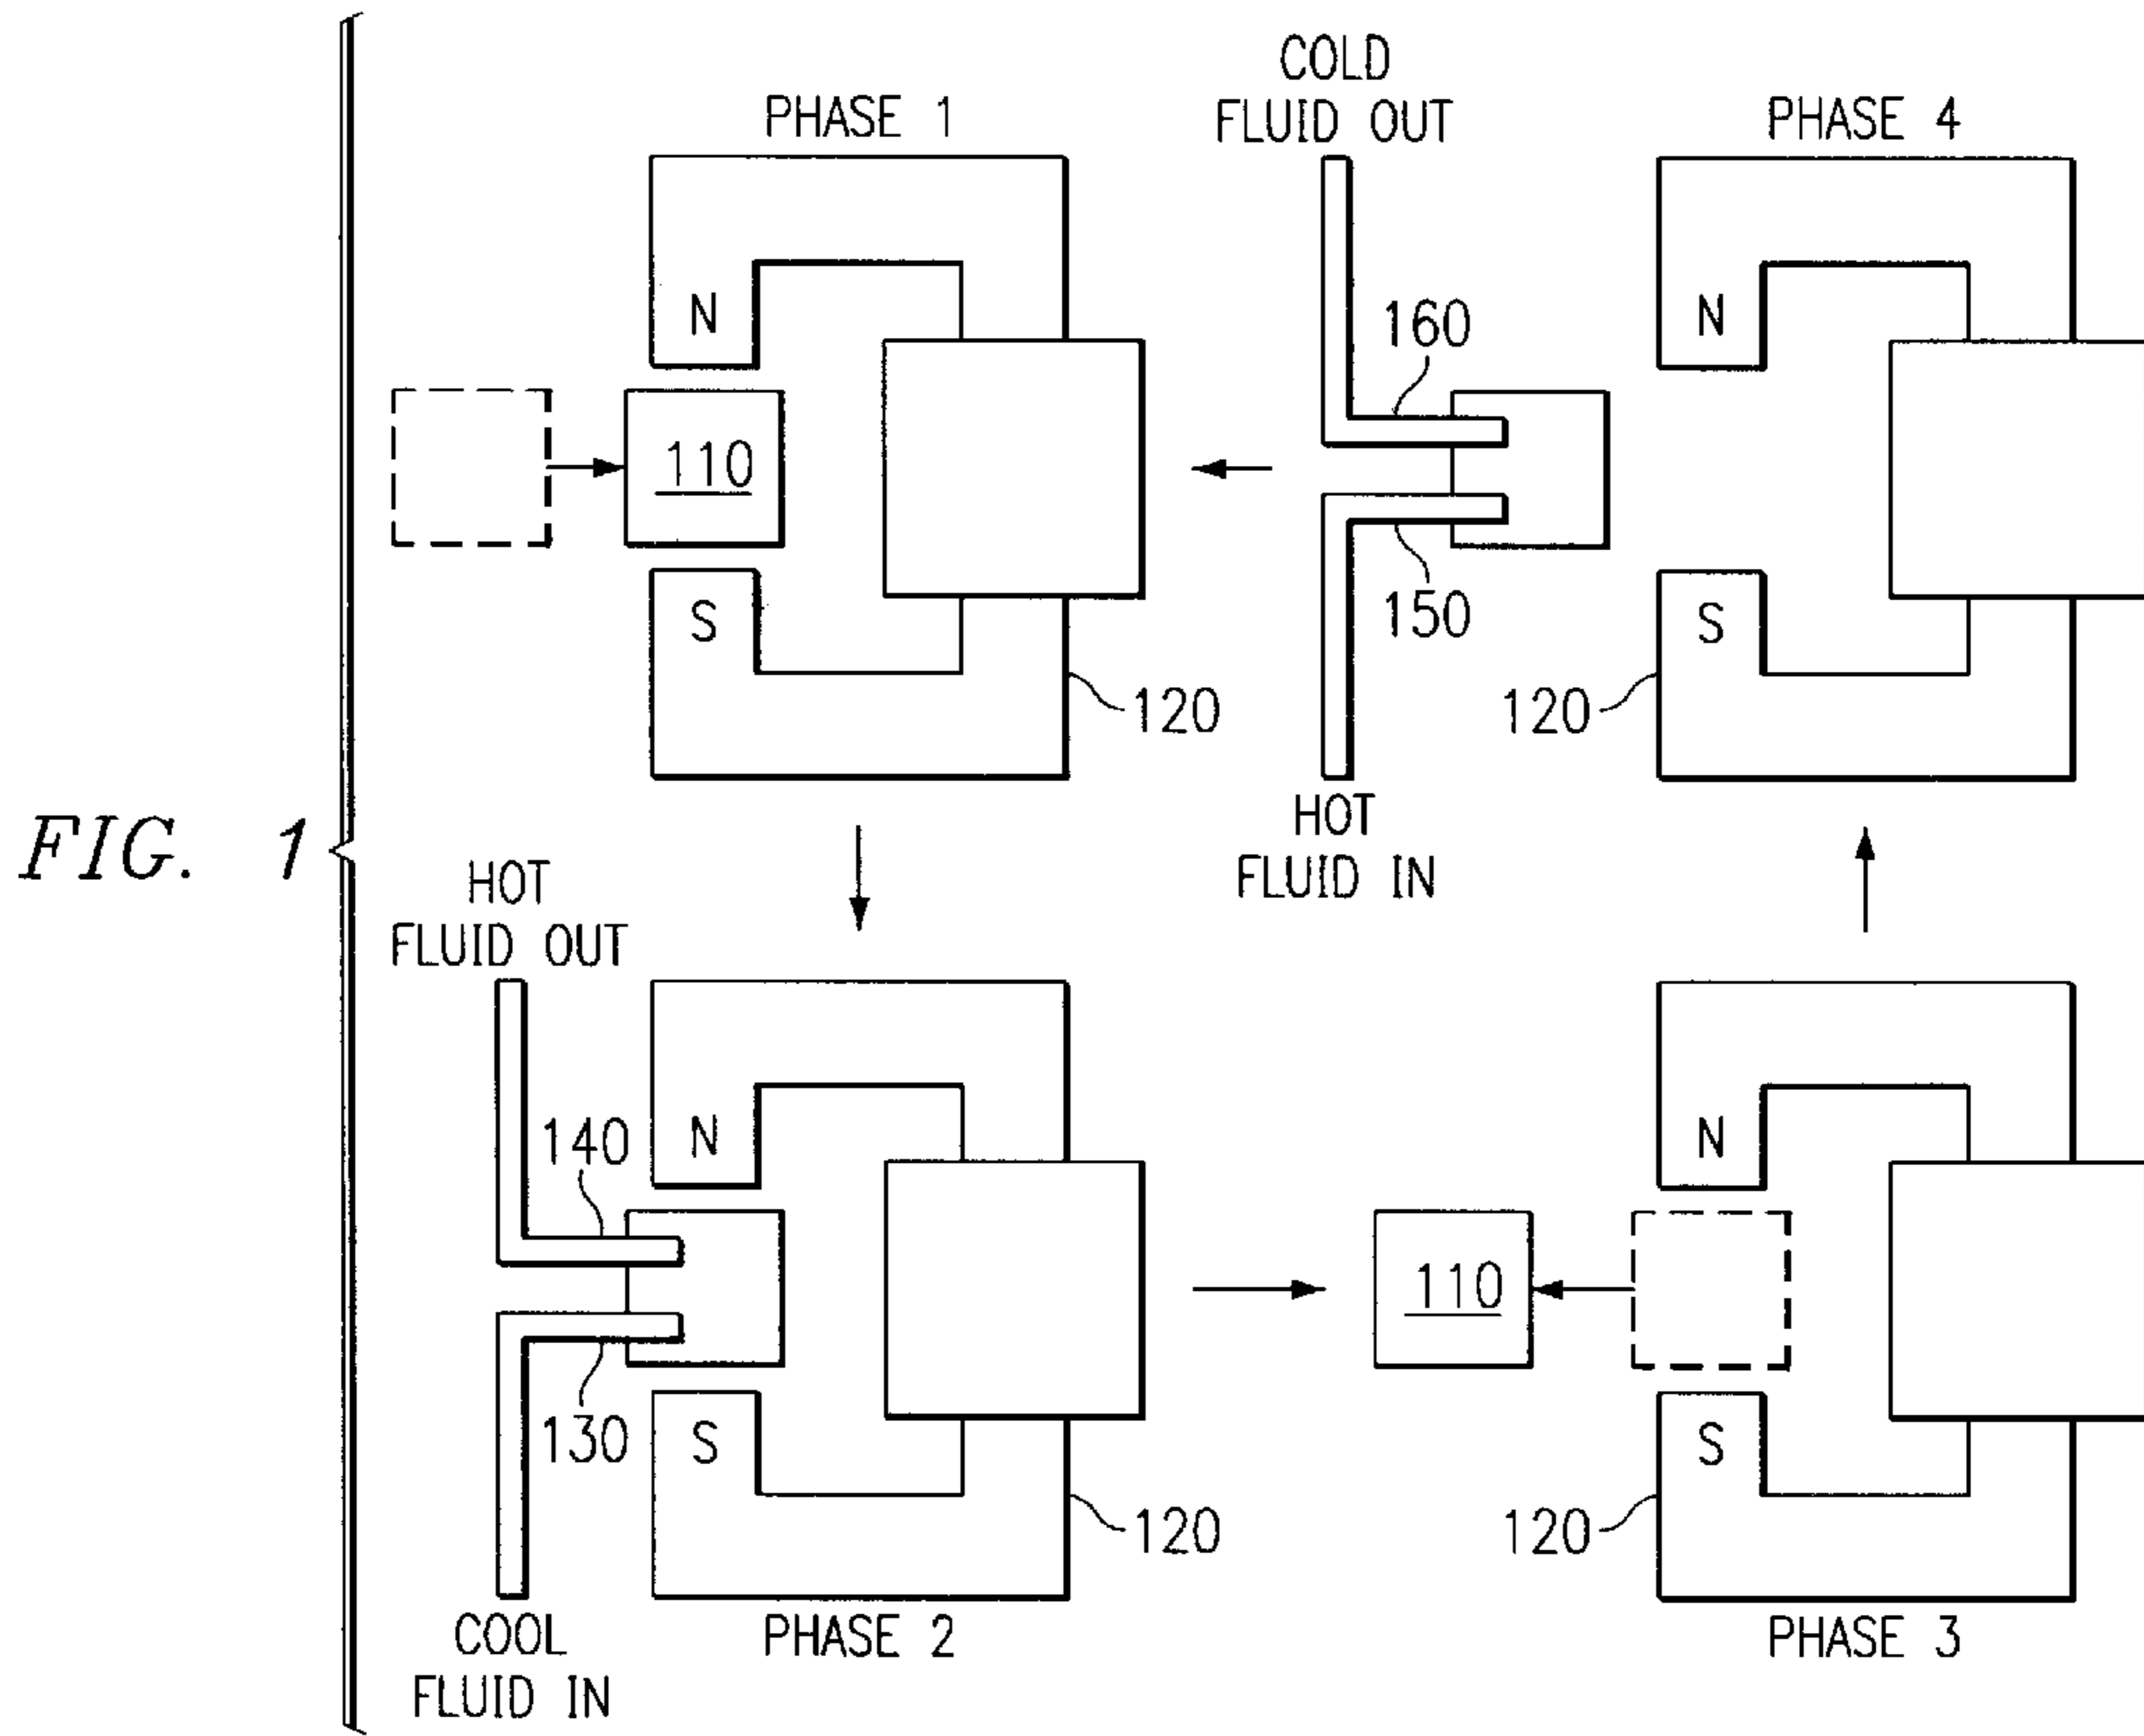 FIG. 1
PHASE 1
N
110
S
120
COLD
FLUID OUT
160
150
HOT
FLUID IN
PHASE 4
N
S
120
HOT
FLUID OUT
140
130
COOL
FLUID IN
N
S
120
PHASE 2
110
N
S
120
PHASE 3